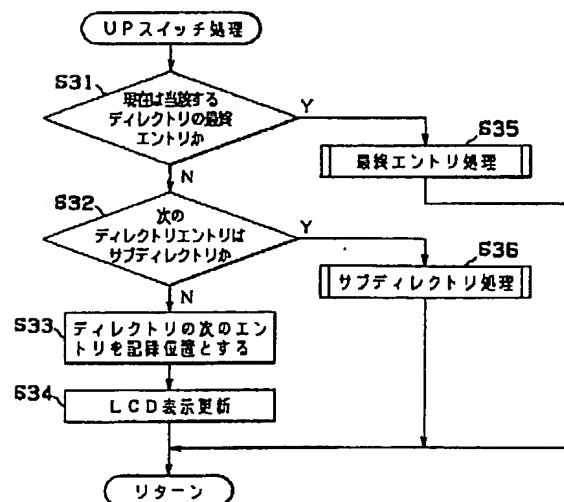 UPスイッチ処理
S31
現在は当該する
ディレクトリの最終
エントリか
Y
N
S35
最終エントリ処理
S32
次の
ディレクトリエントリは
サブディレクトリか
Y
N
S36
サブディレクトリ処理
S33
ディレクトリの次のエン
トリを記録位置とする
S34
LCD表示更新
リターン